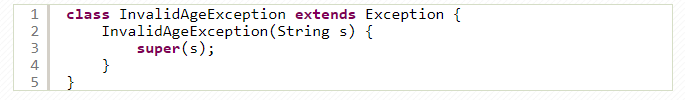 1 class InvalidAgeException extends Exception {
2     InvalidAgeException(String s) {
3         super(s);
4     }
5 }